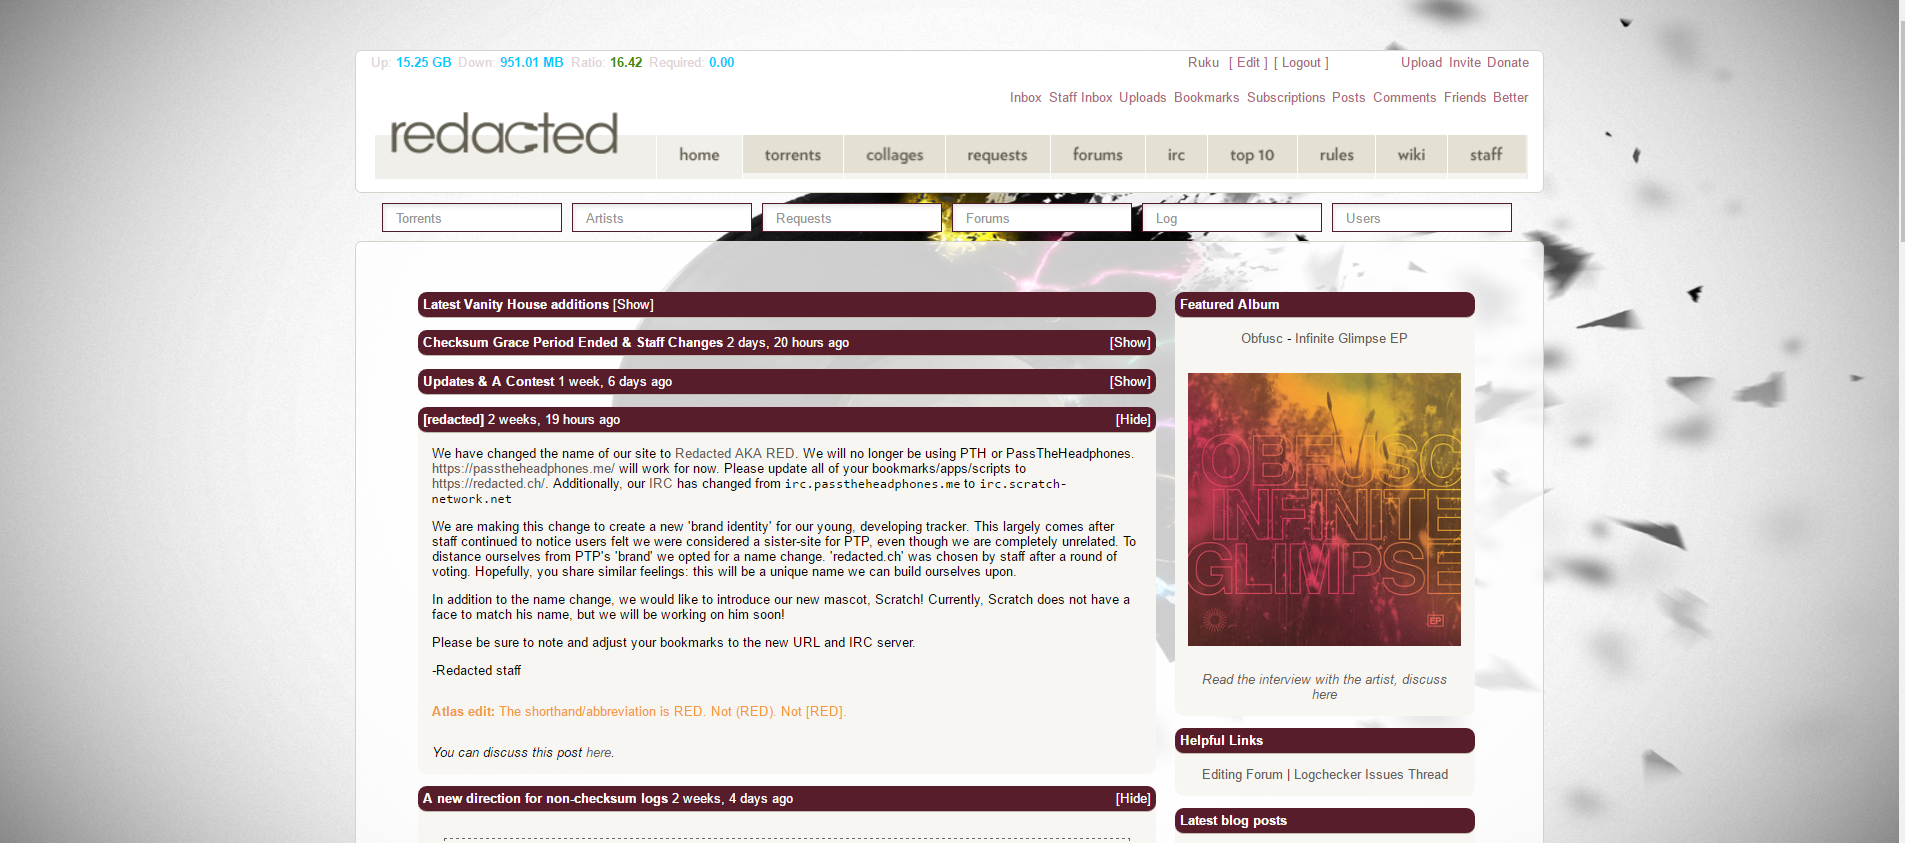 Up: 15.25 GB Down: 951.01 MB Ratio: 16.42 Required: 0.00
Ruku [ Edit ] [ Logout ] Upload Invite Donate
Inbox Staff Inbox Uploads Bookmarks Subscriptions Posts Comments Friends Better
redacted
home torrents collages requests forums irc top 10 rules wiki staff
Torrents Artists Requests Forums Log Users
Latest Vanity House additions [Show]
Checksum Grace Period Ended & Staff Changes 2 days, 20 hours ago [Show]
Updates & A Contest 1 week, 6 days ago [Show]
[redacted] 2 weeks, 19 hours ago [Hide]
We have changed the name of our site to Redacted AKA RED. We will no longer be using PTH or PassTheHeadphones.
https://passtheheadphones.me/ will work for now. Please update all of your bookmarks/apps/scripts to
https://redacted.ch/. Additionally, our IRC has changed from irc.passtheheadphones.me to irc.scratch-
network.net
We are making this change to create a new 'brand identity' for our young, developing tracker. This largely comes after
staff continued to notice users felt we were considered a sister-site for PTP, even though we are completely unrelated. To
distance ourselves from PTP's 'brand' we opted for a name change. 'redacted.ch' was chosen by staff after a round of
voting. Hopefully, you share similar feelings: this will be a unique name we can build ourselves upon.
In addition to the name change, we would like to introduce our new mascot, Scratch! Currently, Scratch does not have a
face to match his name, but we will be working on him soon!
Please be sure to note and adjust your bookmarks to the new URL and IRC server.
-Redacted staff
Atlas edit: The shorthand/abbreviation is RED. Not (RED). Not [RED].
You can discuss this post here.
A new direction for non-checksum logs 2 weeks, 4 days ago [Hide]
Featured Album
Obfusc - Infinite Glimpse EP
OBFUSC
INFINITE
GLIMPSE
EP
Read the interview with the artist, discuss
here
Helpful Links
Editing Forum | Logchecker Issues Thread
Latest blog posts